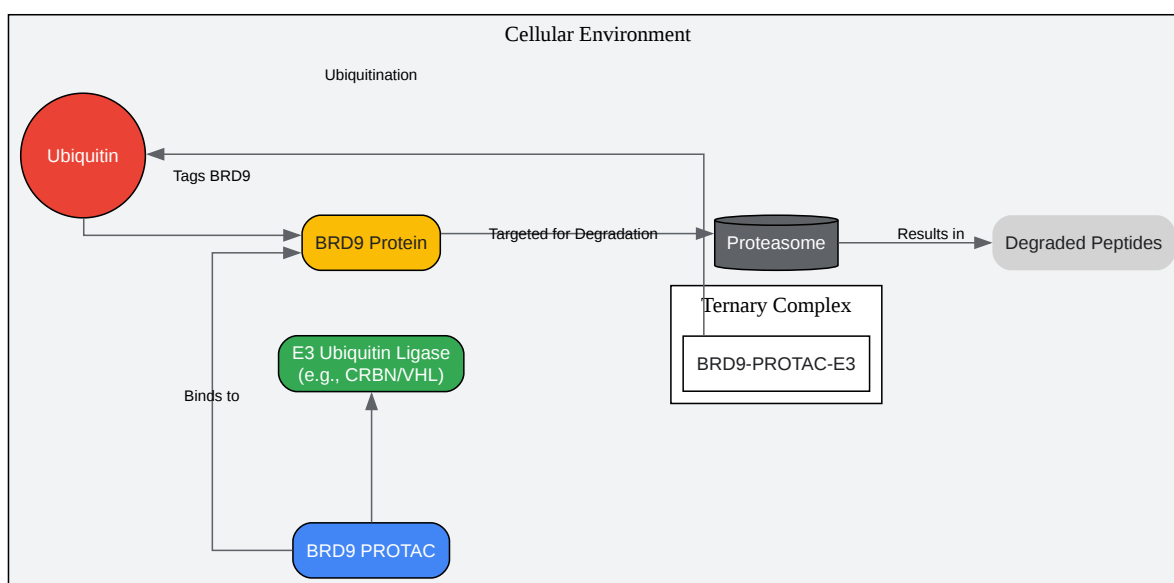 Cellular Environment
Ubiquitination
Ubiquitin
Tags BRD9
BRD9 Protein
Targeted for Degradation
Proteasome
Results in
Degraded Peptides
Ternary Complex
BRD9-PROTAC-E3
E3 Ubiquitin Ligase
(e.g., CRBN/VHL)
Binds to
BRD9 PROTAC